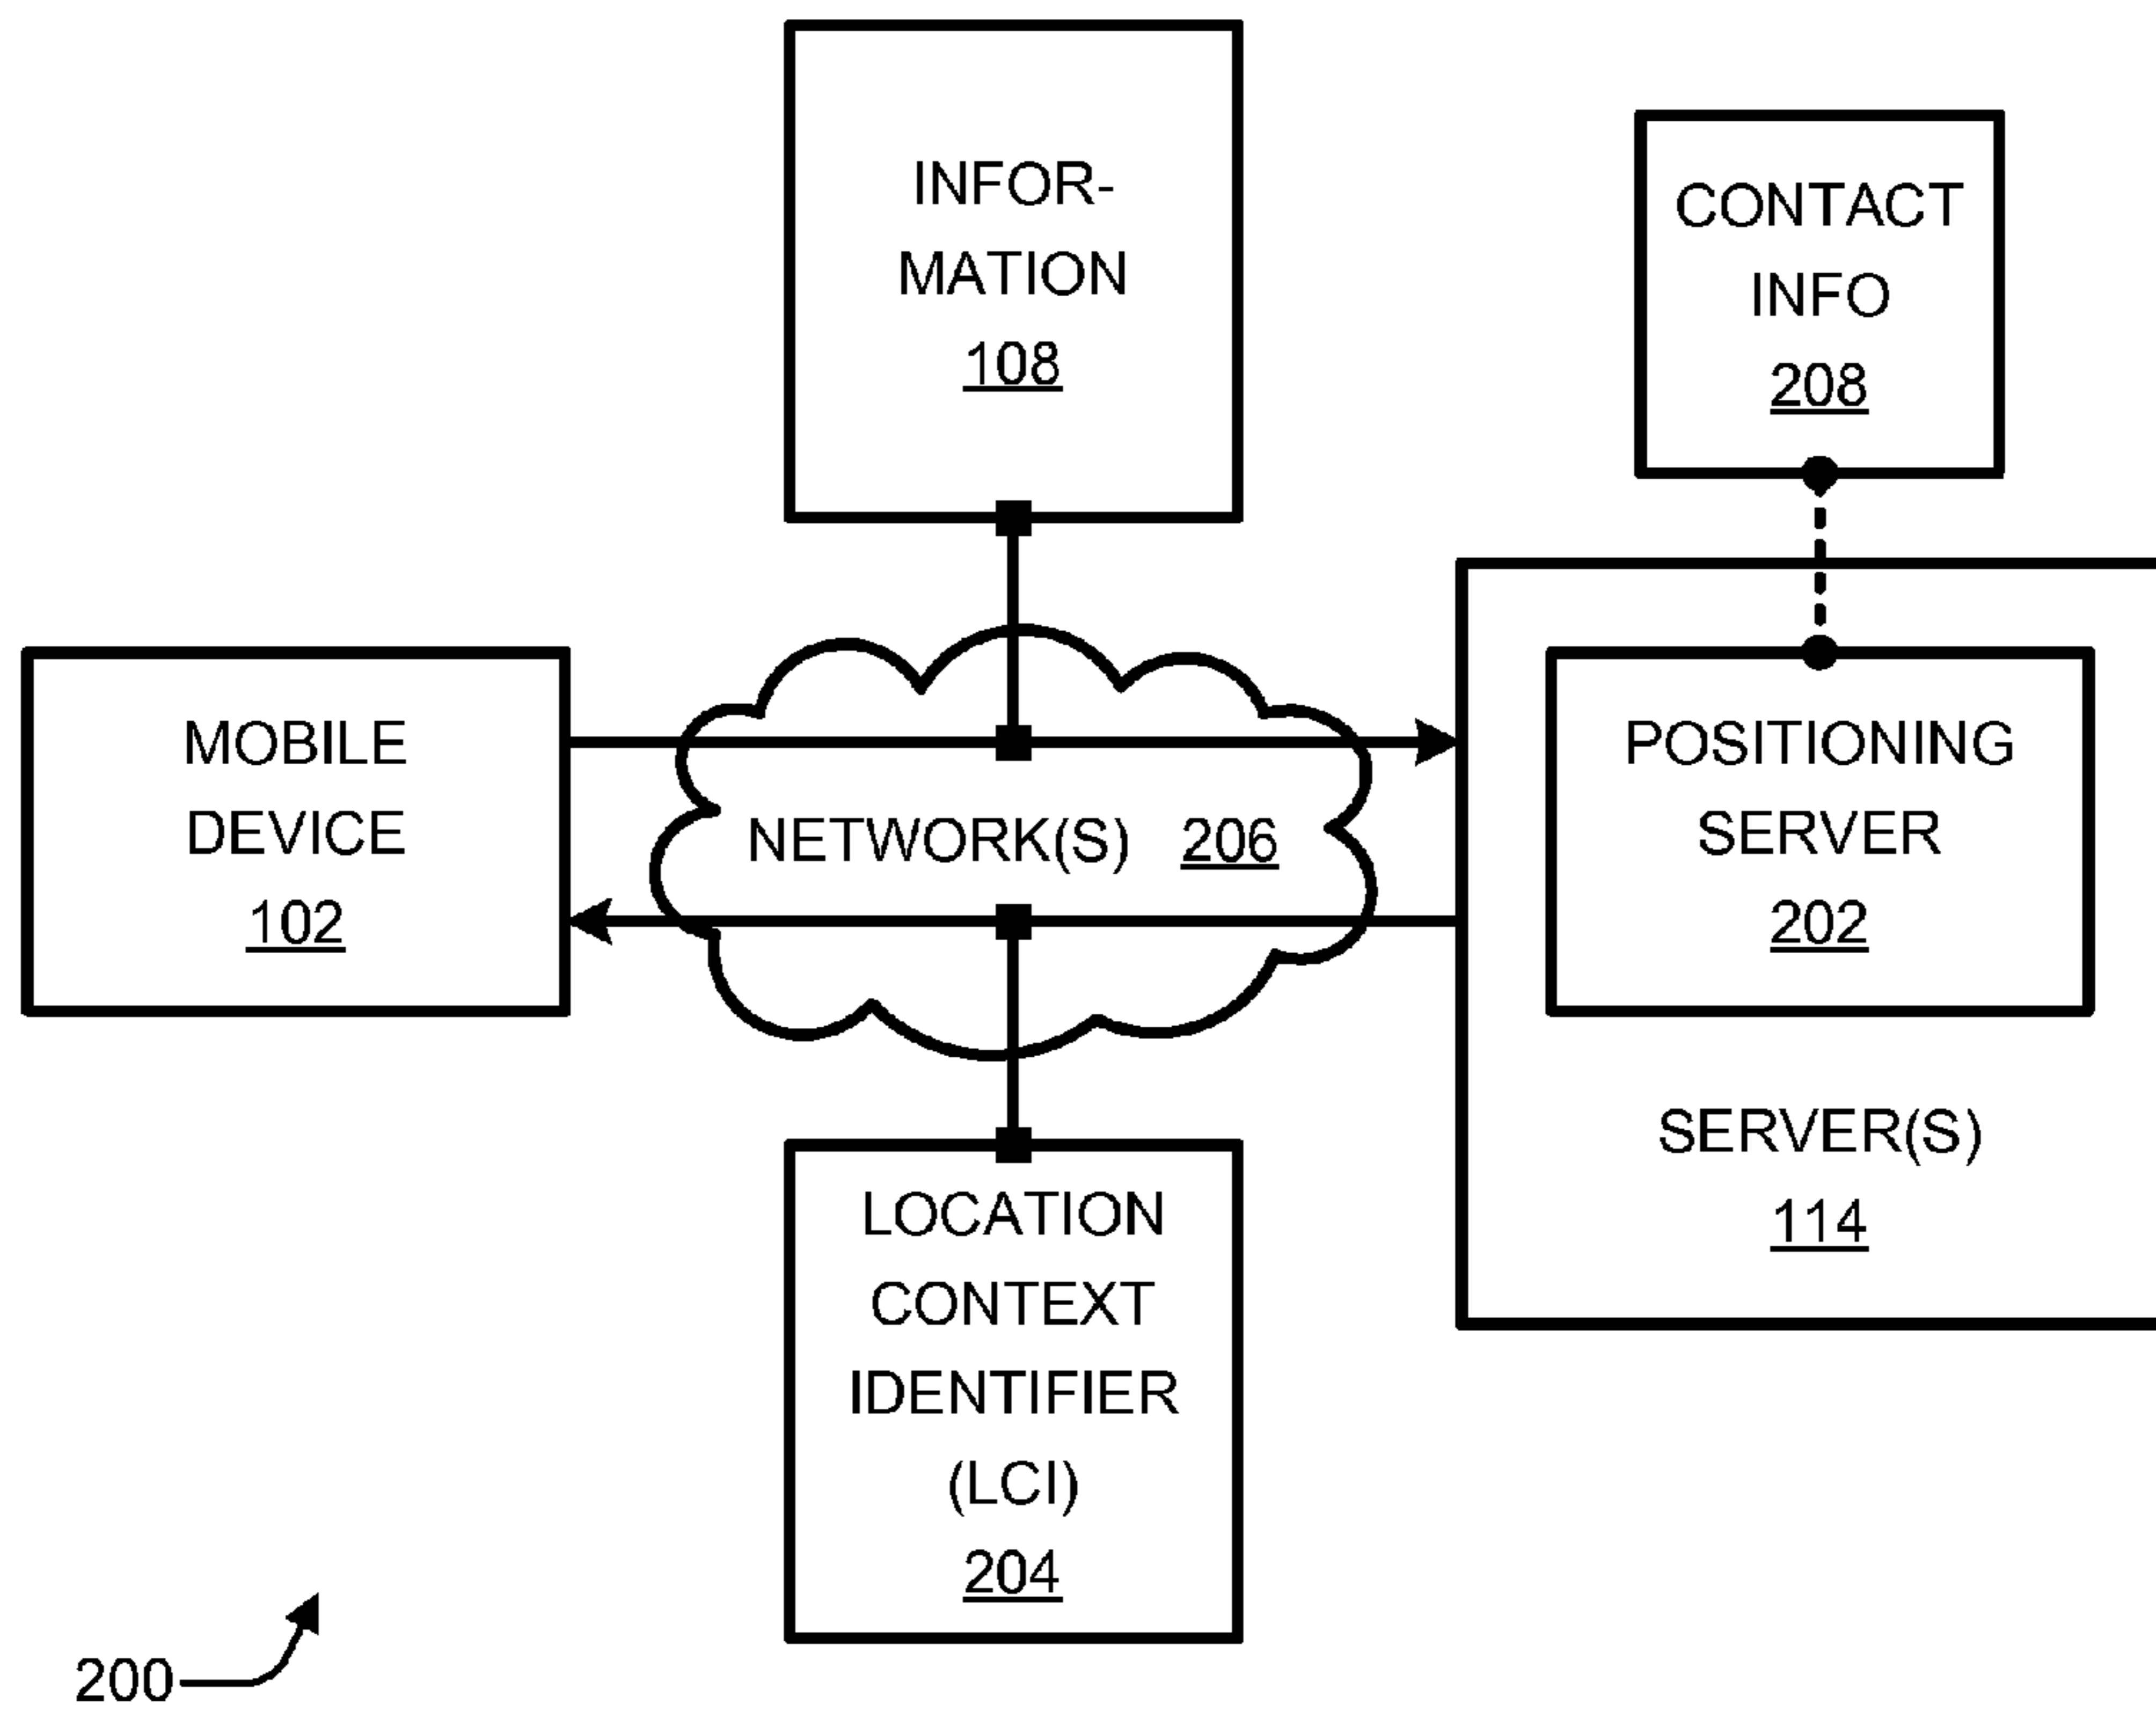 INFOR-
MATION
108
CONTACT
INFO
208
MOBILE
DEVICE
102
NETWORK(S) 206
POSITIONING
SERVER
202
SERVER(S)
114
LOCATION
CONTEXT
IDENTIFIER
(LCI)
204
200